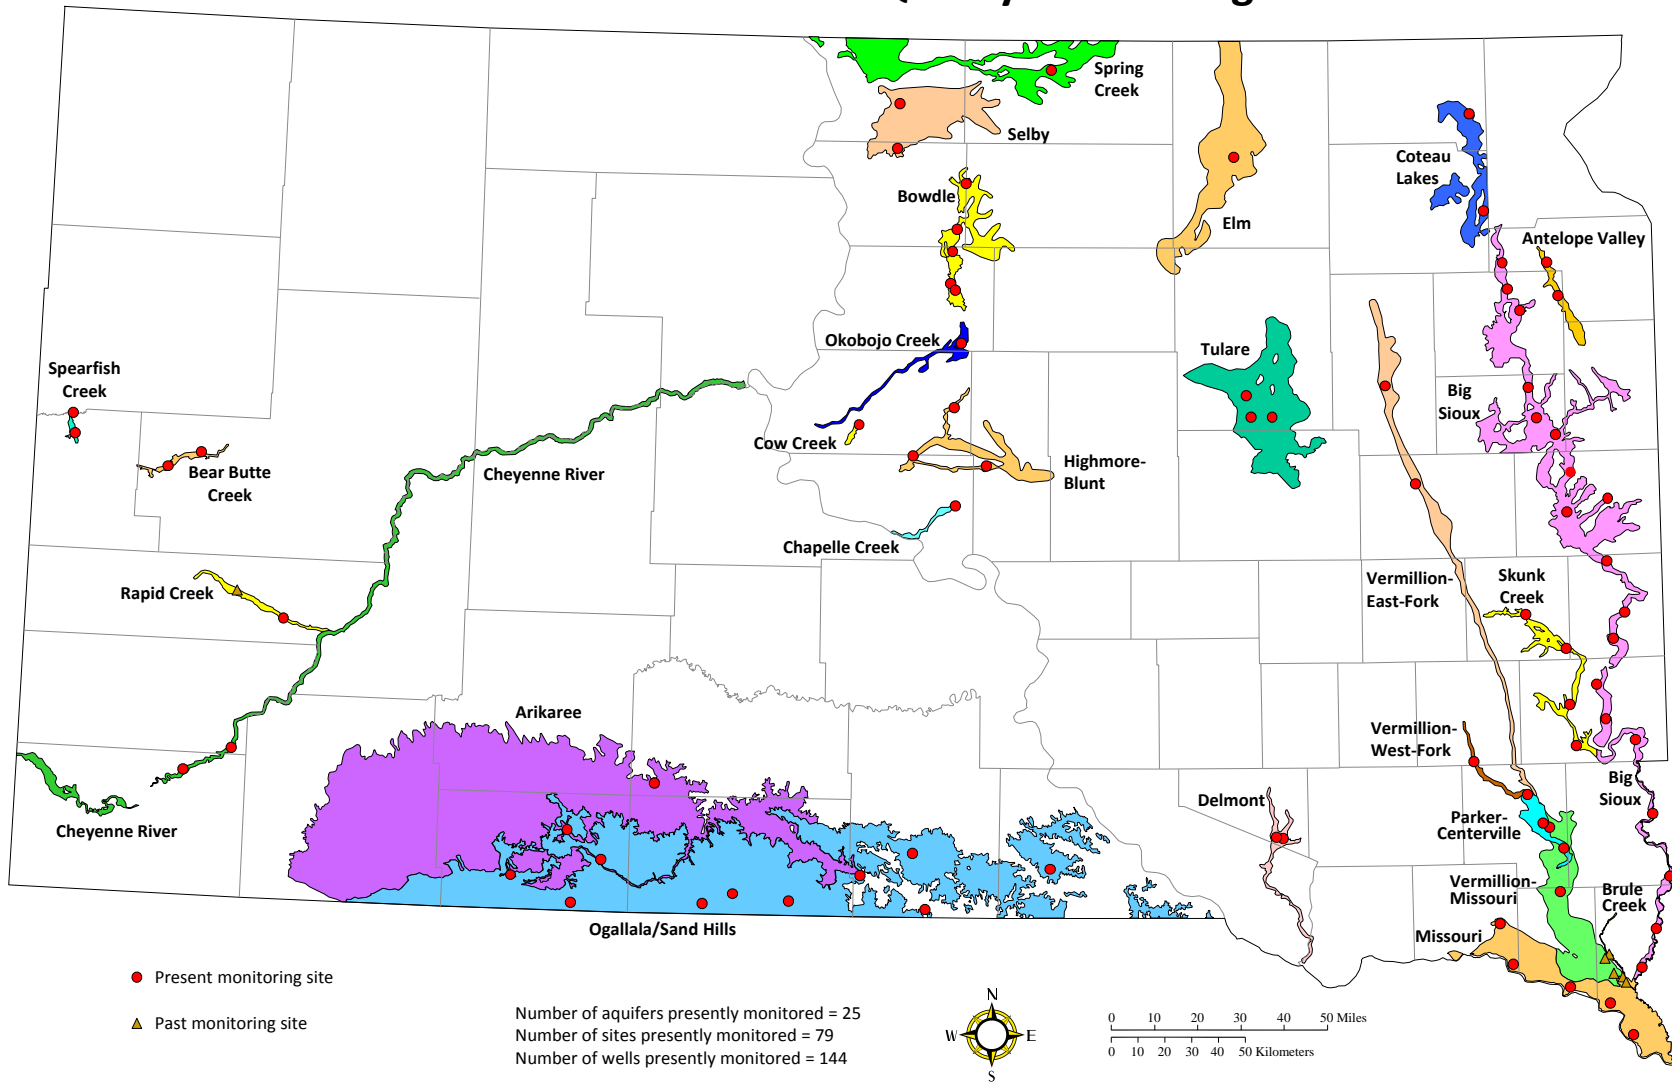 Spring
Creek
Selby
Bowdle
Elm
Coteau
Lakes
Antelope Valley
Okobojo Creek
Tulare
Spearfish
Creek
Big
Sioux
Cow Creek
Bear Butte
Creek
Cheyenne River
Highmore-
Blunt
Chapelle Creek
Rapid Creek
Vermillion-
East-Fork
Skunk
Creek
Arikaree
Vermillion-
West-Fork
Big
Sioux
Delmont
Parker-
Centerville
Cheyenne River
Vermillion-
Missouri
Brule
Creek
Ogallala/Sand Hills
Missouri
Present monitoring site
Past monitoring site
Number of aquifers presently monitored = 25
Number of sites presently monitored = 79
Number of wells presently monitored = 144
N
W
E
S
0 10 20 30 40 50 Miles
0 10 20 30 40 50 Kilometers